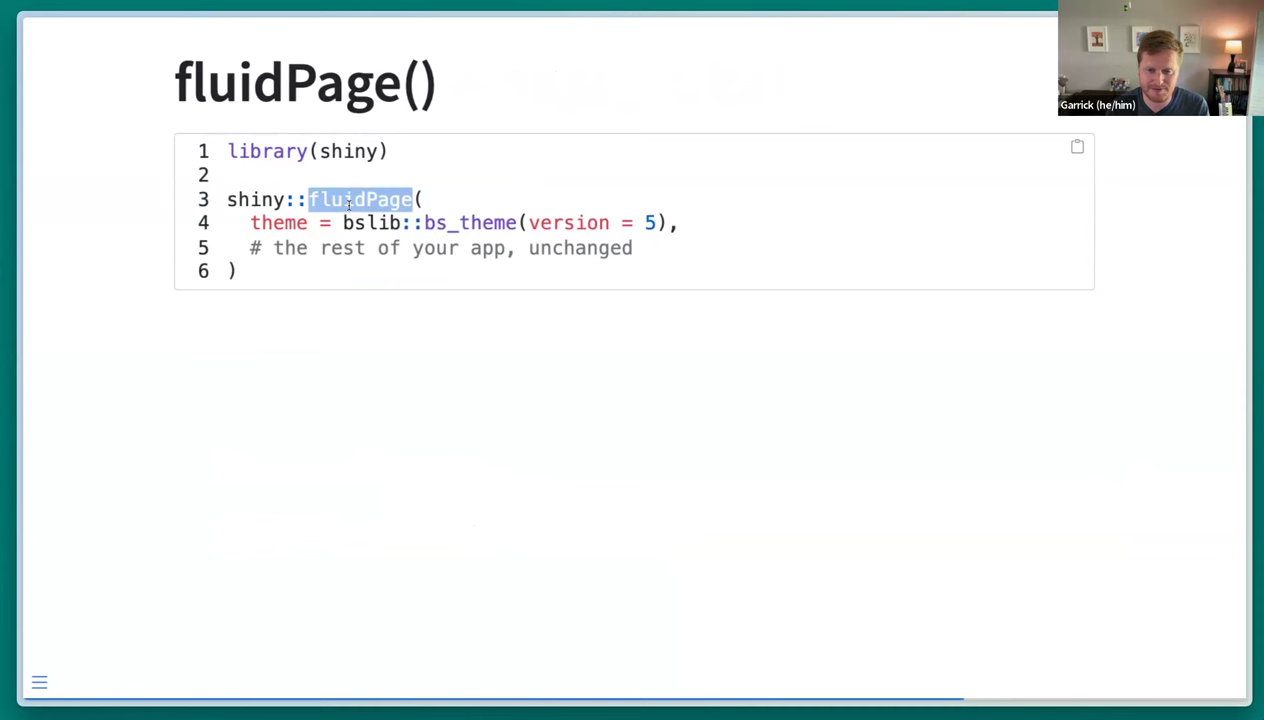 fluidPage()
Garrick (he/him)
1 library(shiny)
2
3 shiny::fluidPage(
4   theme = bslib::bs_theme(version = 5),
5   # the rest of your app, unchanged
6 )